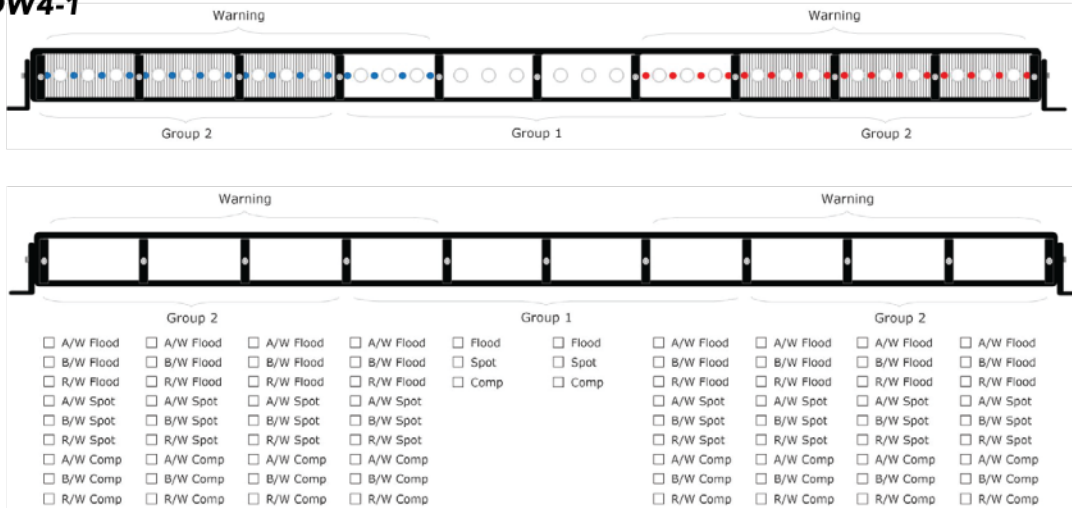 DW4-1
Warning Warning
Group 2 Group 1 Group 2
Warning Warning
Group 2 Group 1 Group 2
☐ A/W Flood ☐ A/W Flood ☐ A/W Flood ☐ A/W Flood ☐ Flood ☐ Flood ☐ A/W Flood ☐ A/W Flood ☐ A/W Flood ☐ A/W Flood
☐ B/W Flood ☐ B/W Flood ☐ B/W Flood ☐ B/W Flood ☐ Spot ☐ Spot ☐ B/W Flood ☐ B/W Flood ☐ B/W Flood ☐ B/W Flood
☐ R/W Flood ☐ R/W Flood ☐ R/W Flood ☐ R/W Flood ☐ Comp ☐ Comp ☐ R/W Flood ☐ R/W Flood ☐ R/W Flood ☐ R/W Flood
☐ A/W Spot ☐ A/W Spot ☐ A/W Spot ☐ A/W Spot ☐ A/W Spot ☐ A/W Spot ☐ A/W Spot ☐ A/W Spot
☐ B/W Spot ☐ B/W Spot ☐ B/W Spot ☐ B/W Spot ☐ B/W Spot ☐ B/W Spot ☐ B/W Spot ☐ B/W Spot
☐ R/W Spot ☐ R/W Spot ☐ R/W Spot ☐ R/W Spot ☐ R/W Spot ☐ R/W Spot ☐ R/W Spot ☐ R/W Spot
☐ A/W Comp ☐ A/W Comp ☐ A/W Comp ☐ A/W Comp ☐ A/W Comp ☐ A/W Comp ☐ A/W Comp ☐ A/W Comp
☐ B/W Comp ☐ B/W Comp ☐ B/W Comp ☐ B/W Comp ☐ B/W Comp ☐ B/W Comp ☐ B/W Comp ☐ B/W Comp
☐ R/W Comp ☐ R/W Comp ☐ R/W Comp ☐ R/W Comp ☐ R/W Comp ☐ R/W Comp ☐ R/W Comp ☐ R/W Comp